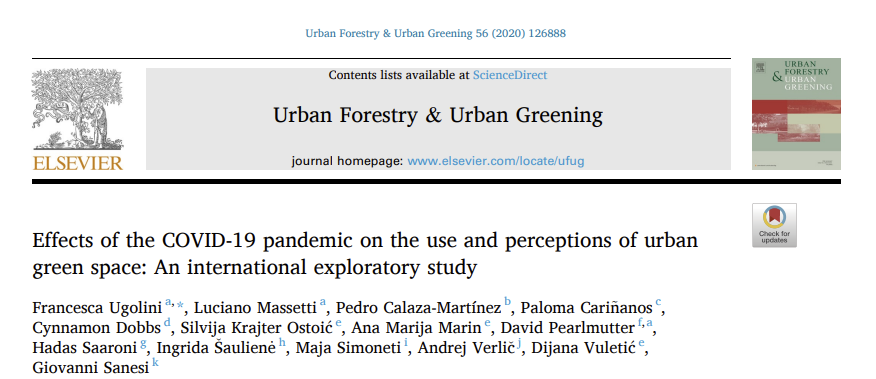 Urban Forestry & Urban Greening 56 (2020) 126888
Contents lists available at ScienceDirect
Urban Forestry & Urban Greening
journal homepage: www.elsevier.com/locate/ufug
ELSEVIER
URBAN
FORESTRY
& URBAN
GREENING
Check for
updates
Effects of the COVID-19 pandemic on the use and perceptions of urban
green space: An international exploratory study
Francesca Ugolini a,*, Luciano Massetti a, Pedro Calaza-Martínez b, Paloma Cariñanos c,
Cynnamon Dobbs d, Silvija Krajter Ostoić e, Ana Marija Marin e, David Pearlmutter f,a,
Hadas Saaroni g, Ingrida Šaulienė h, Maja Simoneti i, Andrej Verlič j, Dijana Vuletić e,
Giovanni Sanesi k